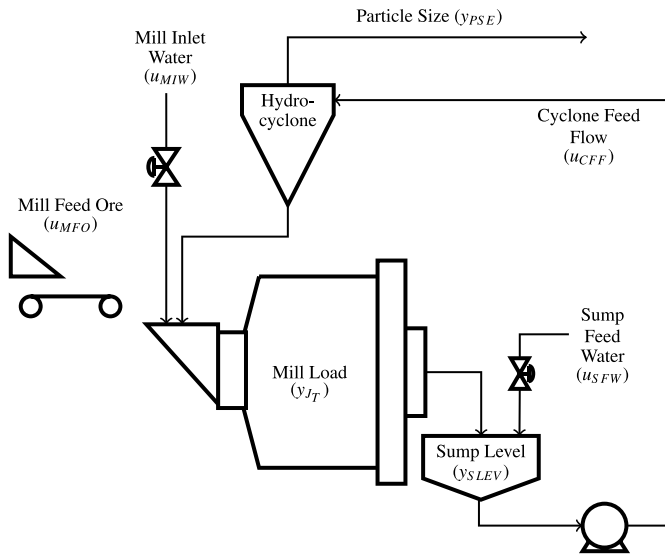 Particle Size (y_PSE)
Mill Inlet
Water
(u_MIW)
Hydro-
cyclone
Cyclone Feed
Flow
(u_CFF)
Mill Feed Ore
(u_MFO)
Mill Load
(y_J_T)
Sump
Feed
Water
(u_SFW)
Sump Level
(y_SLEV)